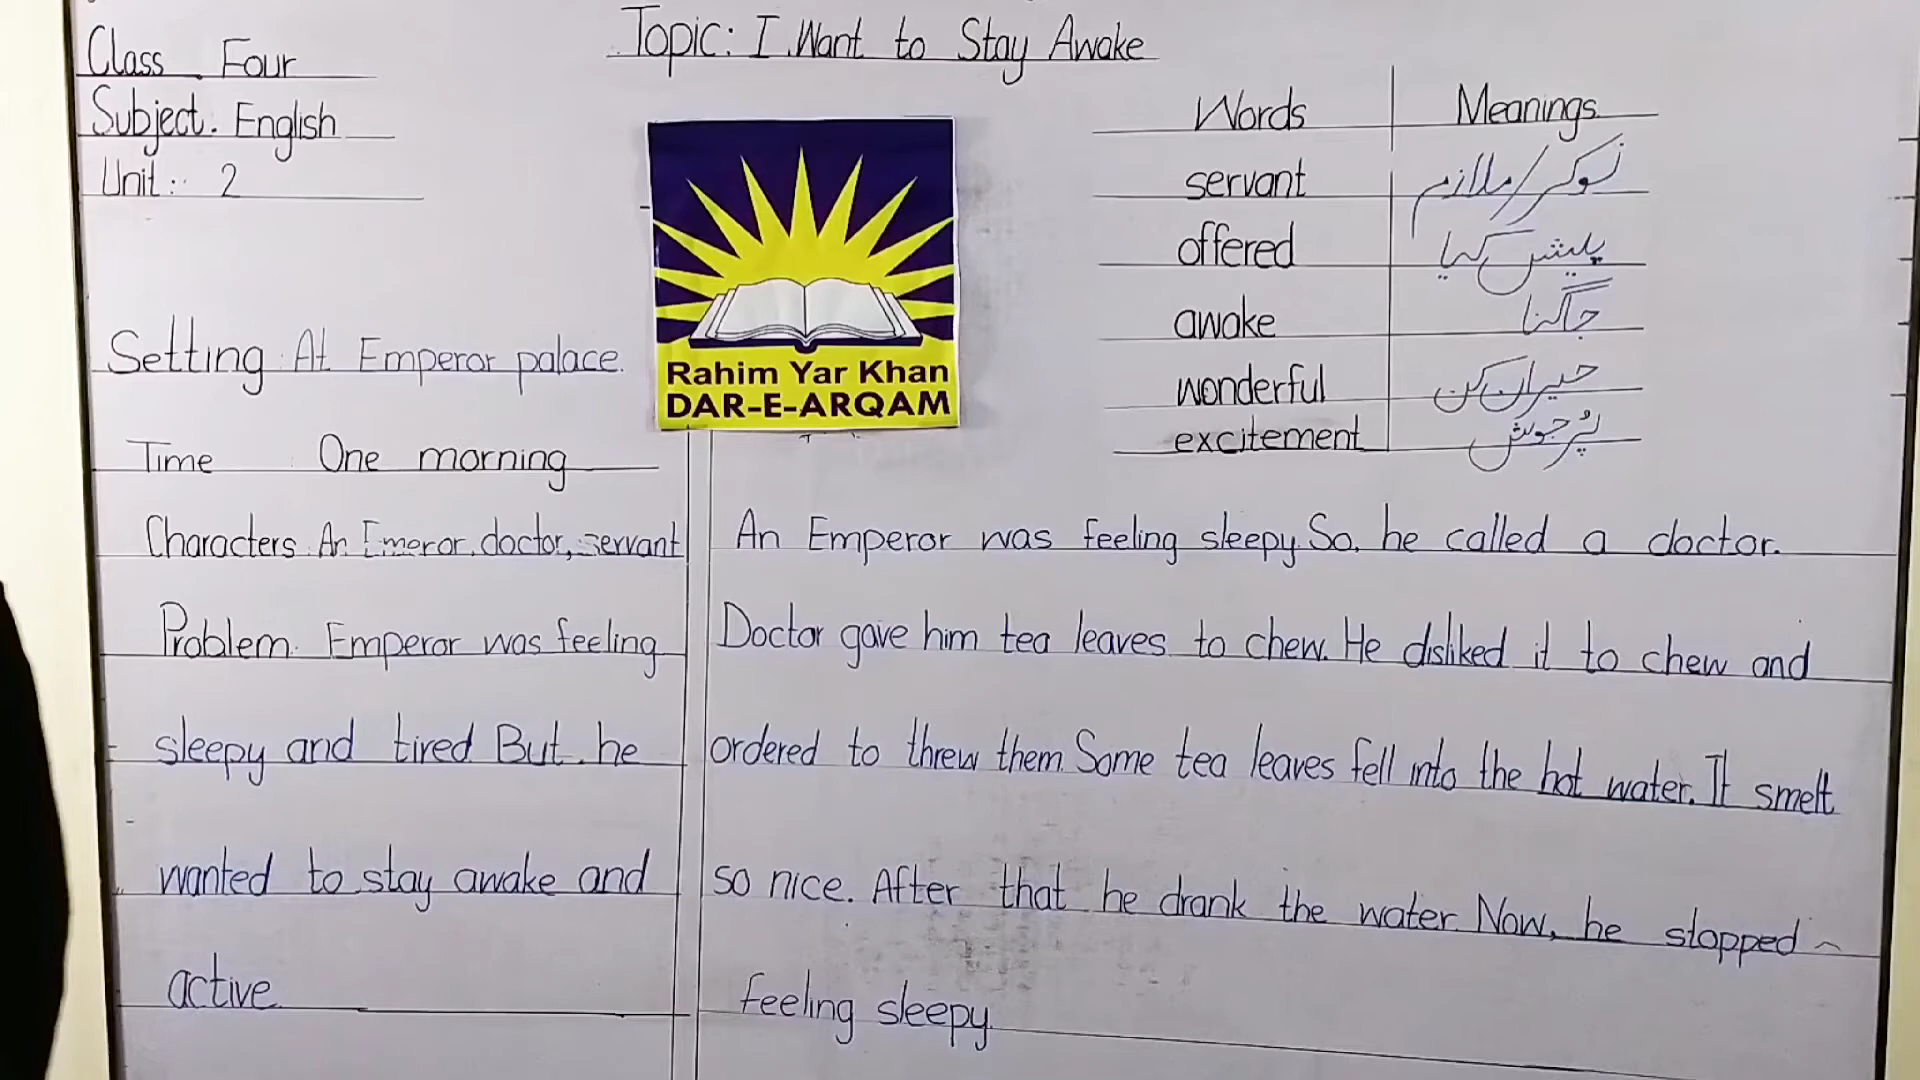 Topic: I Want to Stay Awake
Class Four
Subject. English
Unit: 2
Words Meanings
servant نوکر/ملازم
offered پیش کیا
awake جاگنا
wonderful حیران کن
excitement پُرجوش
Rahim Yar Khan
DAR-E-ARQAM
Setting: At Emperor palace.
Time One morning
Characters: An Emeror, doctor, servant
Problem: Emperor was feeling
sleepy and tired But he
wanted to stay awake and
active
An Emperor was feeling sleepy. So, he called a doctor.
Doctor gave him tea leaves to chew. He disliked it to chew and
ordered to threw them. Some tea leaves fell into the hot water. It smelt
so nice. After that he drank the water. Now, he stopped
feeling sleepy.